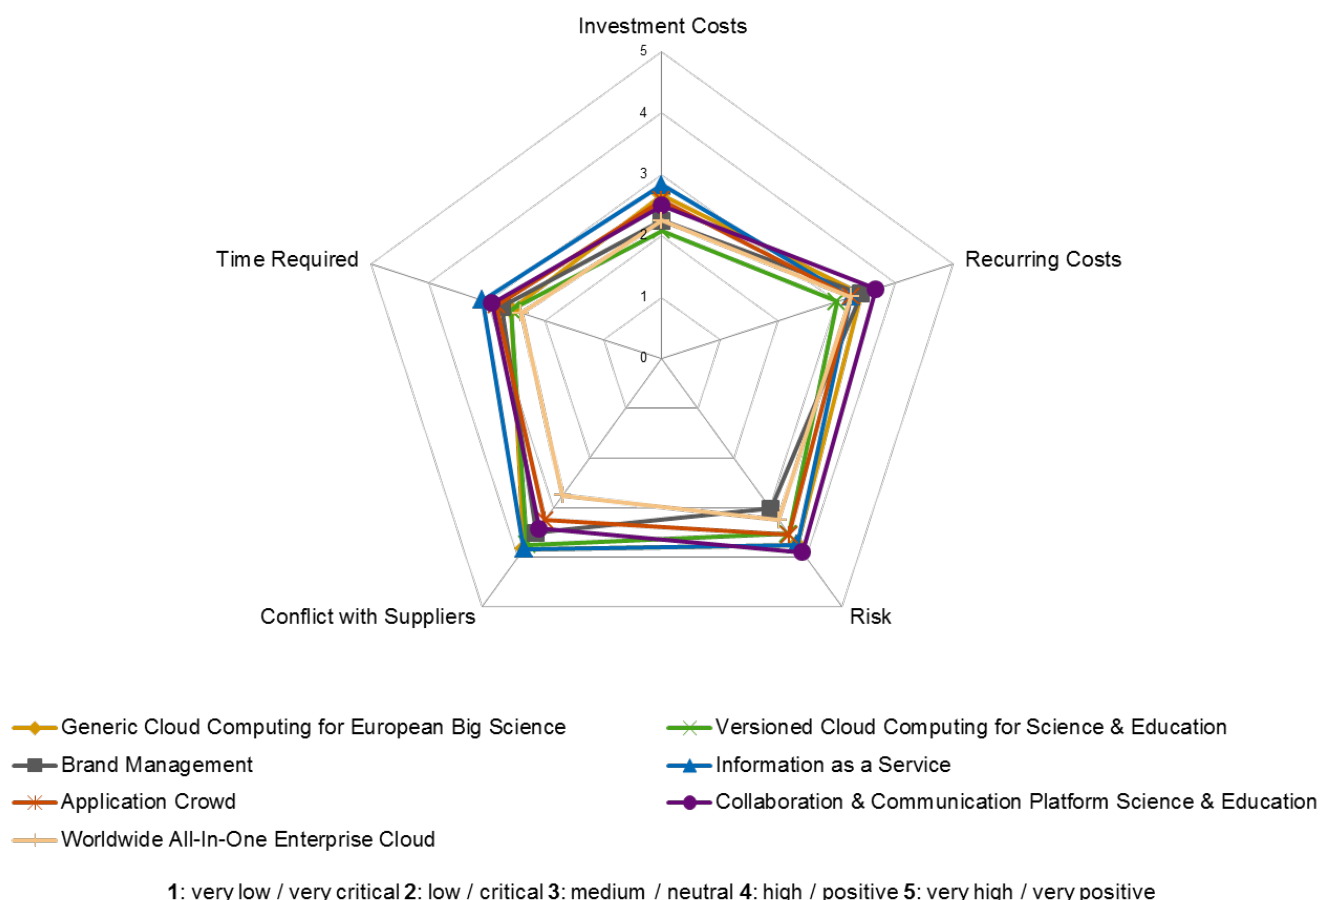 Investment Costs
5
4
3
2
1
0
Time Required
Recurring Costs
Conflict with Suppliers
Risk
Generic Cloud Computing for European Big Science
Versioned Cloud Computing for Science & Education
Brand Management
Information as a Service
Application Crowd
Collaboration & Communication Platform Science & Education
Worldwide All-In-One Enterprise Cloud
1: very low / very critical 2: low / critical 3: medium / neutral 4: high / positive 5: very high / very positive